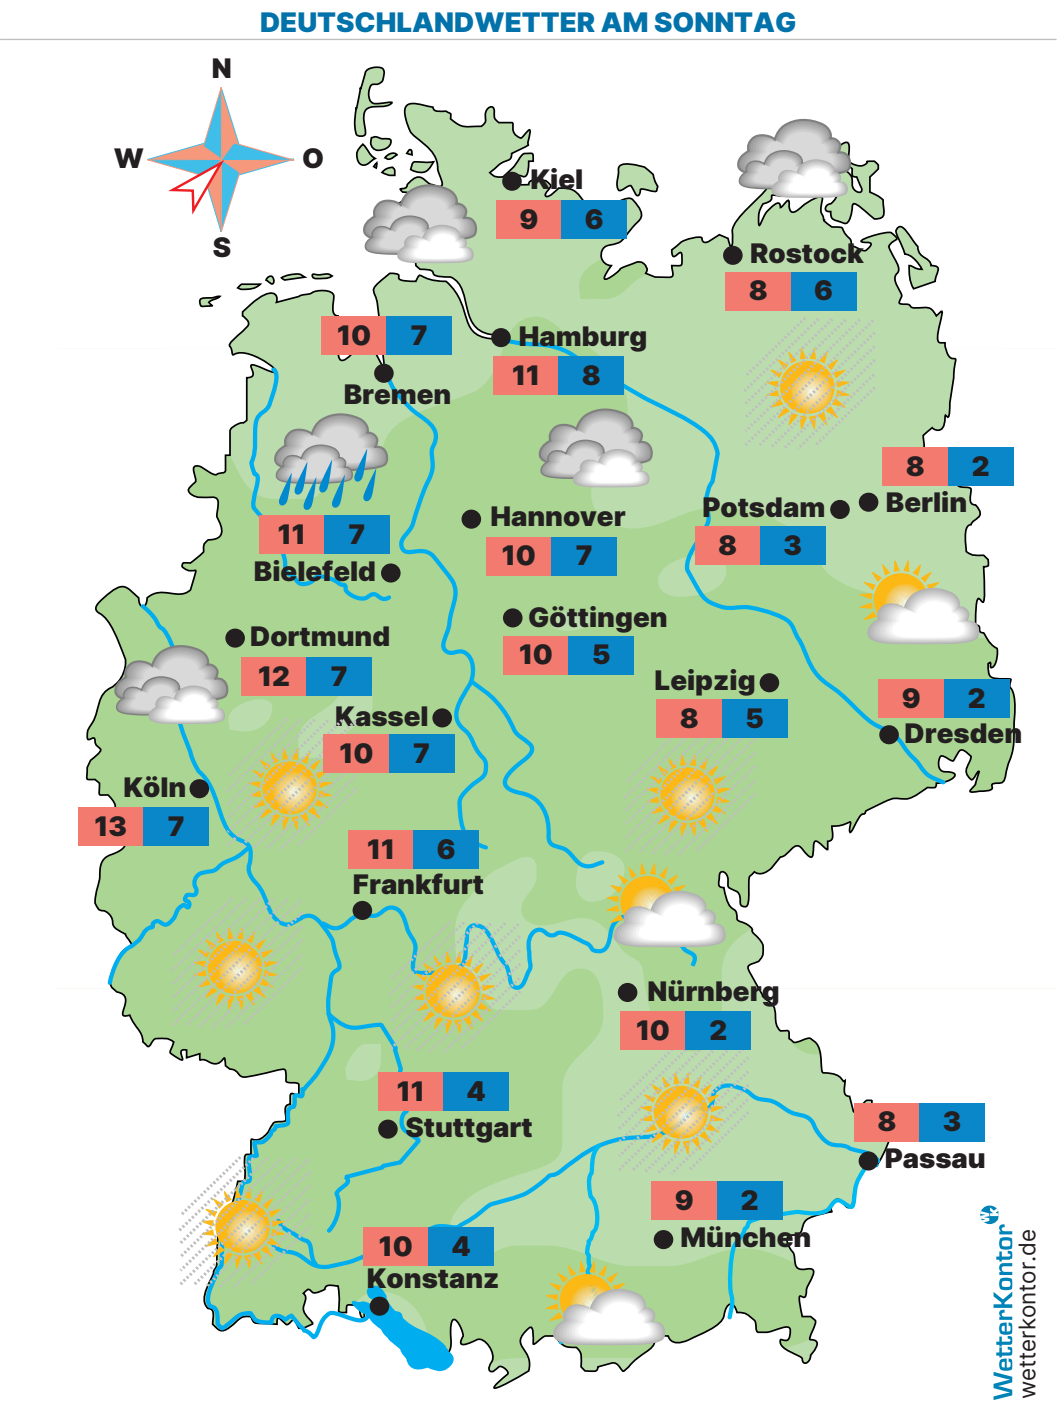 DEUTSCHLANDWETTER AM SONNTAG
N
W O
S
Kiel
9 6
Rostock
8 6
10 7
Bremen
Hamburg
11 8
8 2
Berlin
Potsdam
8 3
Hannover
10 7
11 7
Bielefeld
Göttingen
10 5
Dortmund
12 7
Leipzig
8 5
9 2
Dresden
Kassel
10 7
Köln
13 7
11 6
Frankfurt
Nürnberg
10 2
11 4
Stuttgart
8 3
Passau
9 2
München
10 4
Konstanz
WetterKontor
wetterkontor.de